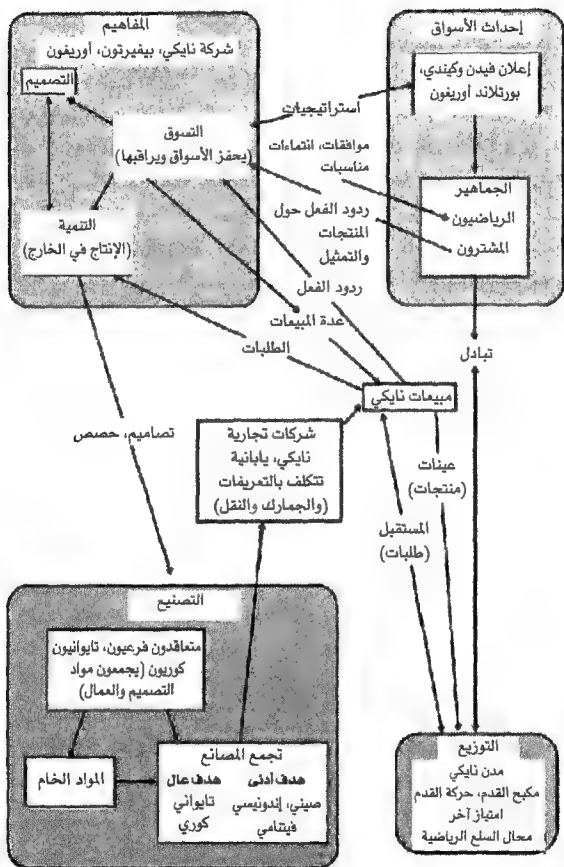 المفاهيم
شركة نايكي، بيفيرتون، أوريفون
التصميم
التسوق
(يحفز الأسواق ويراقبها)
التنمية
(الإنتاج في الخارج)
إحداث الأسواق
إعلان فيدن وكيندي،
بورتلاند أوريفون
الجماهير
الرياضيون
المشترون
استراتيجيات
موافقات، انتماءات
مناسبات
ردود الفعل حول
المنتجات
والتمثيل
ردود الفعل
عدة المبيعات
الطلبات
تبادل
مبيعات نايكي
شركات تجارية
نايكي، يابانية
تتكلف بالتعريفات
(والجمارك والنقل)
تصاميم، حصص
عينات
(منتجات)
المستقبل
(طلبات)
التصنيع
متعاقدون فرعيون، تايوانيون
كوريون (يجمعون مواد
التصميم والعمال)
المواد الخام
تجمع المصانع
هدف أدنى هدف عال
صيني، إندونيسي تايواني
فيتنامي كوري
التوزيع
مدن نايكي
مكبح القدم، حركة القدم
امتياز آخر
محال السلع الرياضية